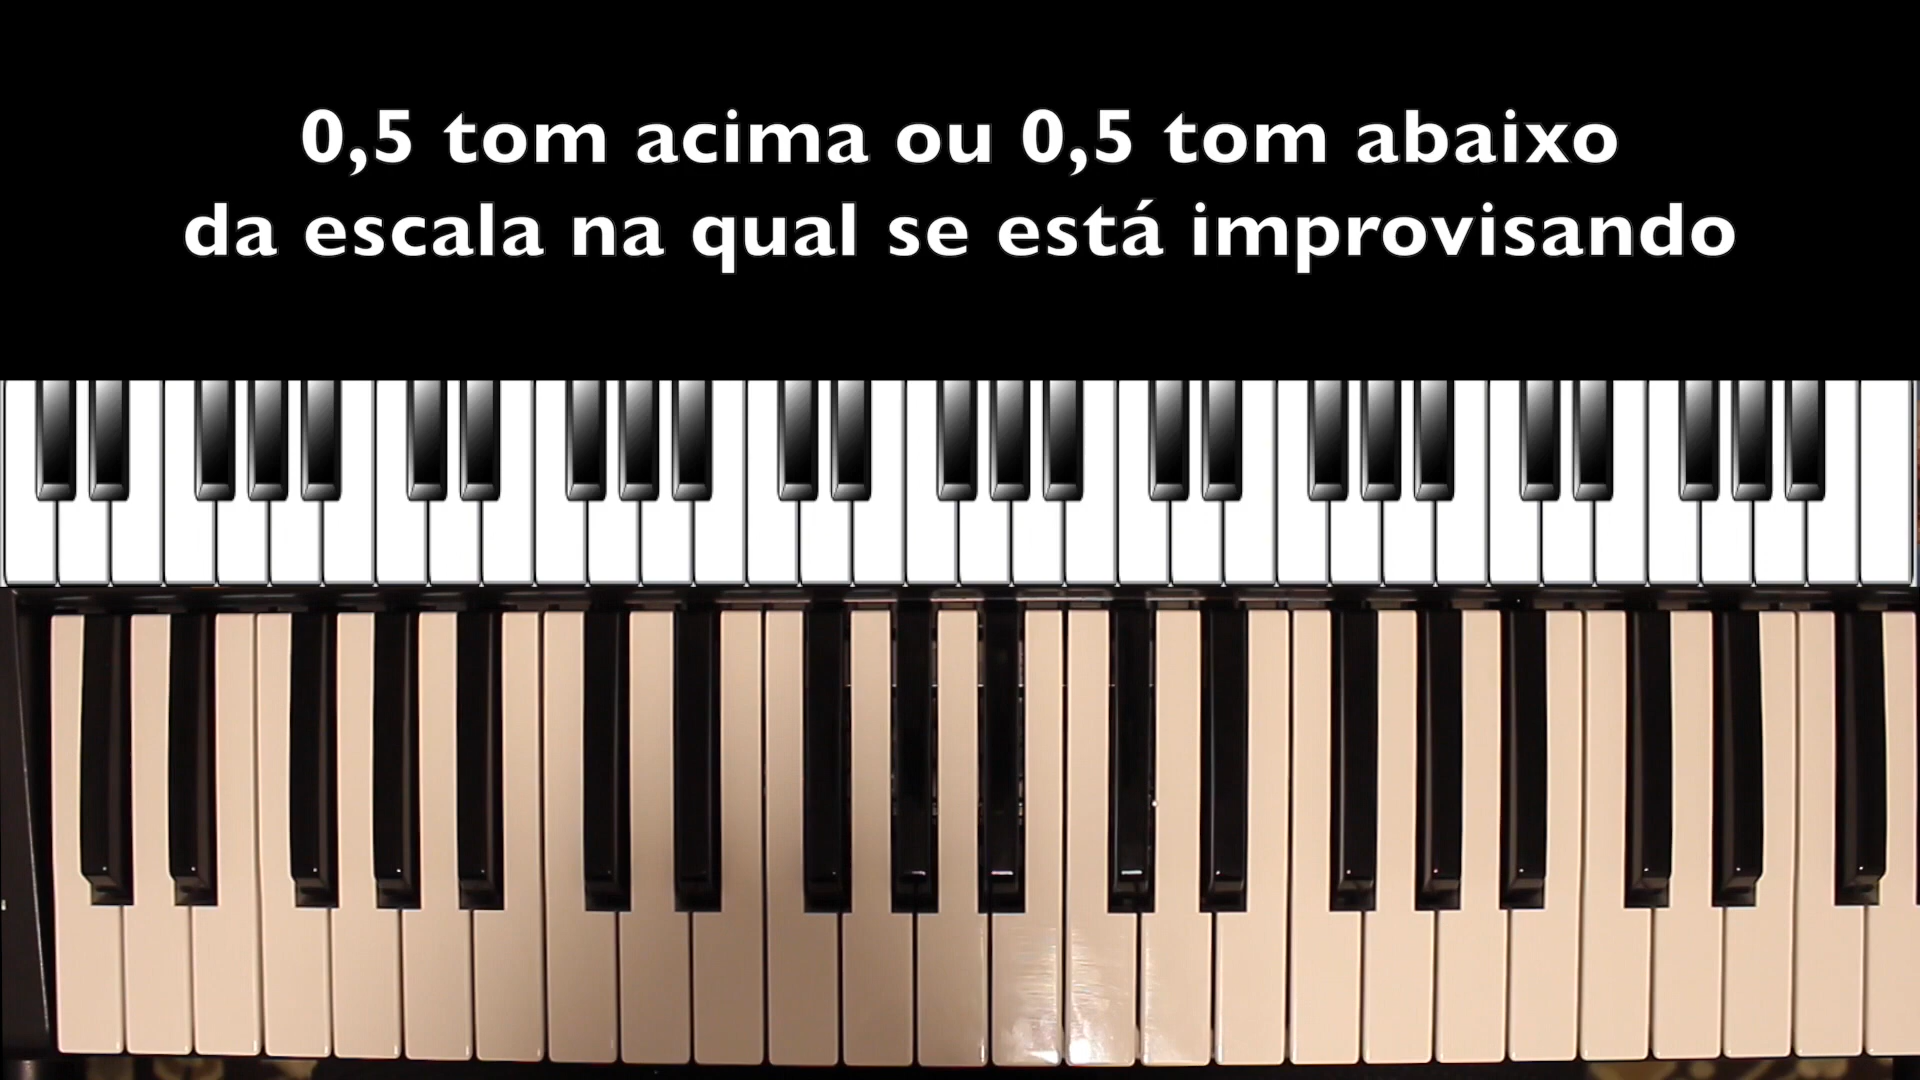 0,5 tom acima ou 0,5 tom abaixo
da escala na qual se está improvisando